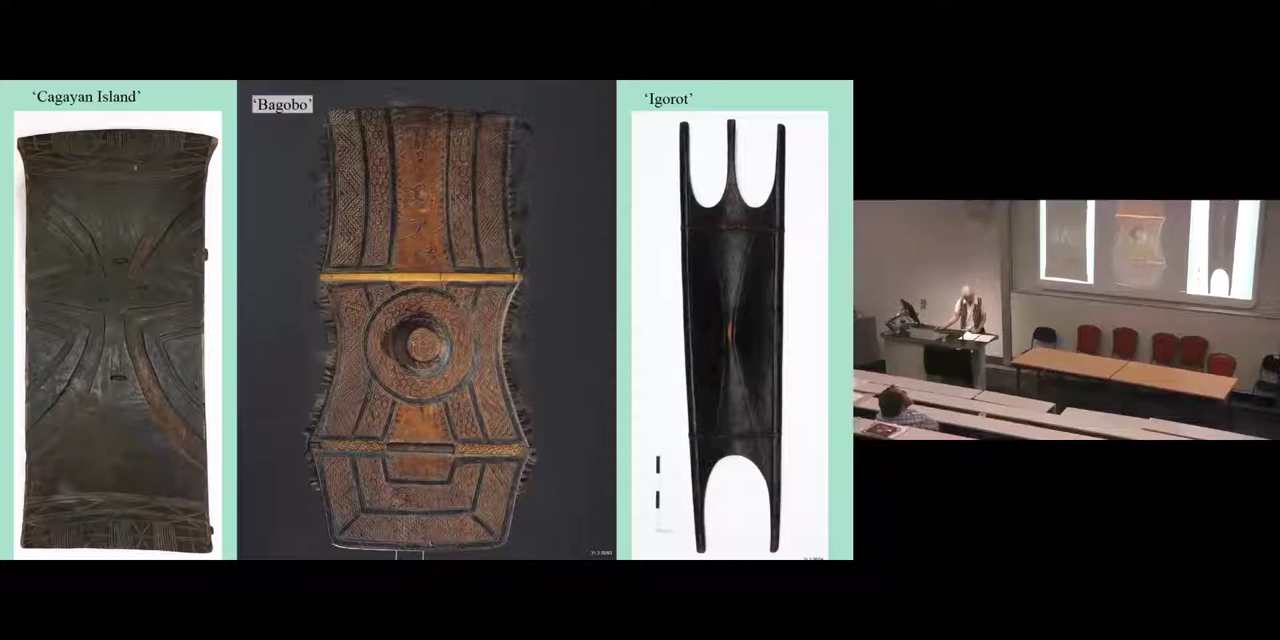 ‘Cagayan Island’
‘Bagobo’
‘Igorot’